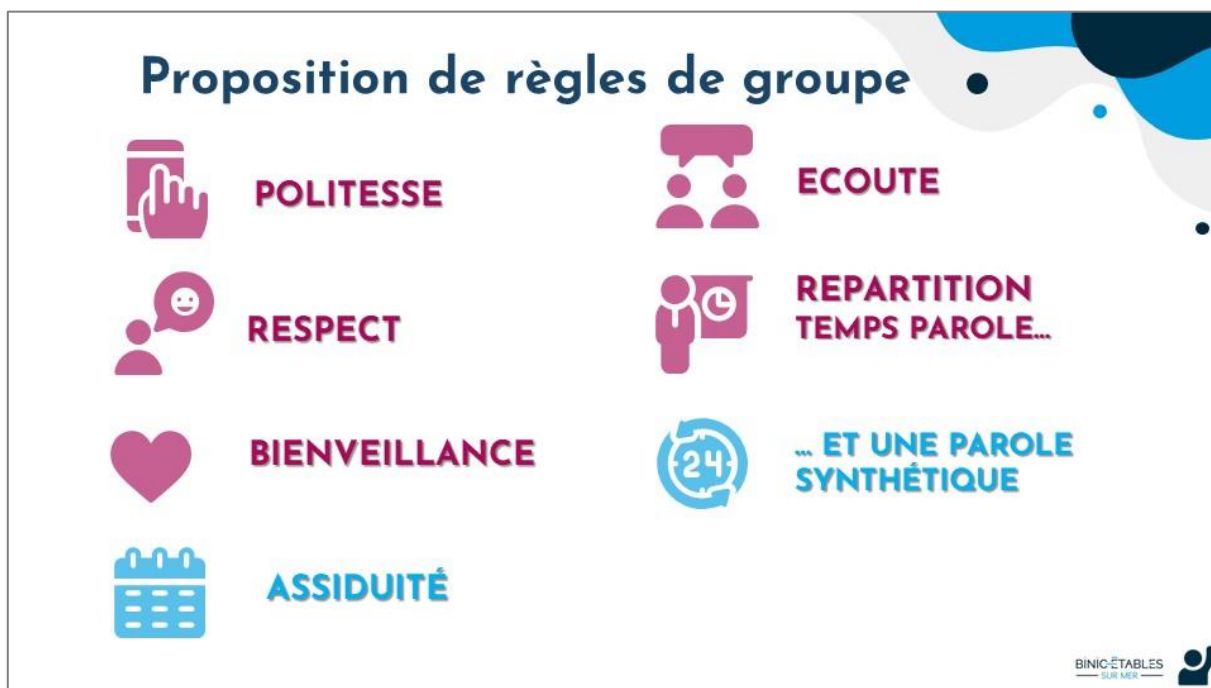 Proposition de règles de groupe
POLITESSE
RESPECT
BIENVEILLANCE
ASSIDUITÉ
ECOUTE
REPARTITION
TEMPS PAROLE...
24
... ET UNE PAROLE
SYNTHÉTIQUE
BINIC-ÉTABLES
SUR MER